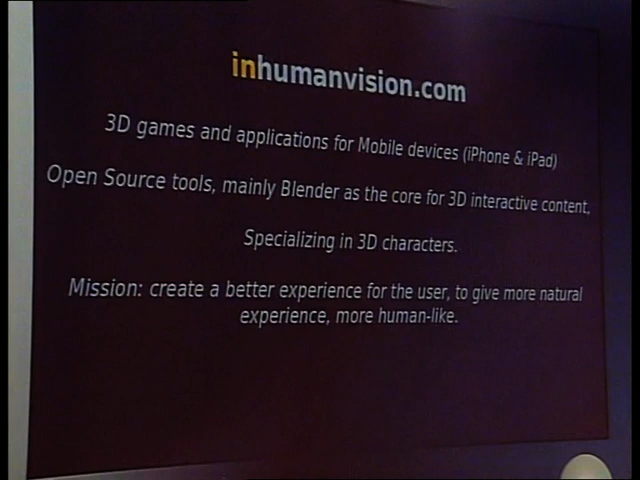 inhumanvision.com
3D games and applications for Mobile devices (iPhone & iPad)
Open Source tools, mainly Blender as the core for 3D interactive content,
Specializing in 3D characters.
Mission: create a better experience for the user, to give more natural
experience, more human-like.